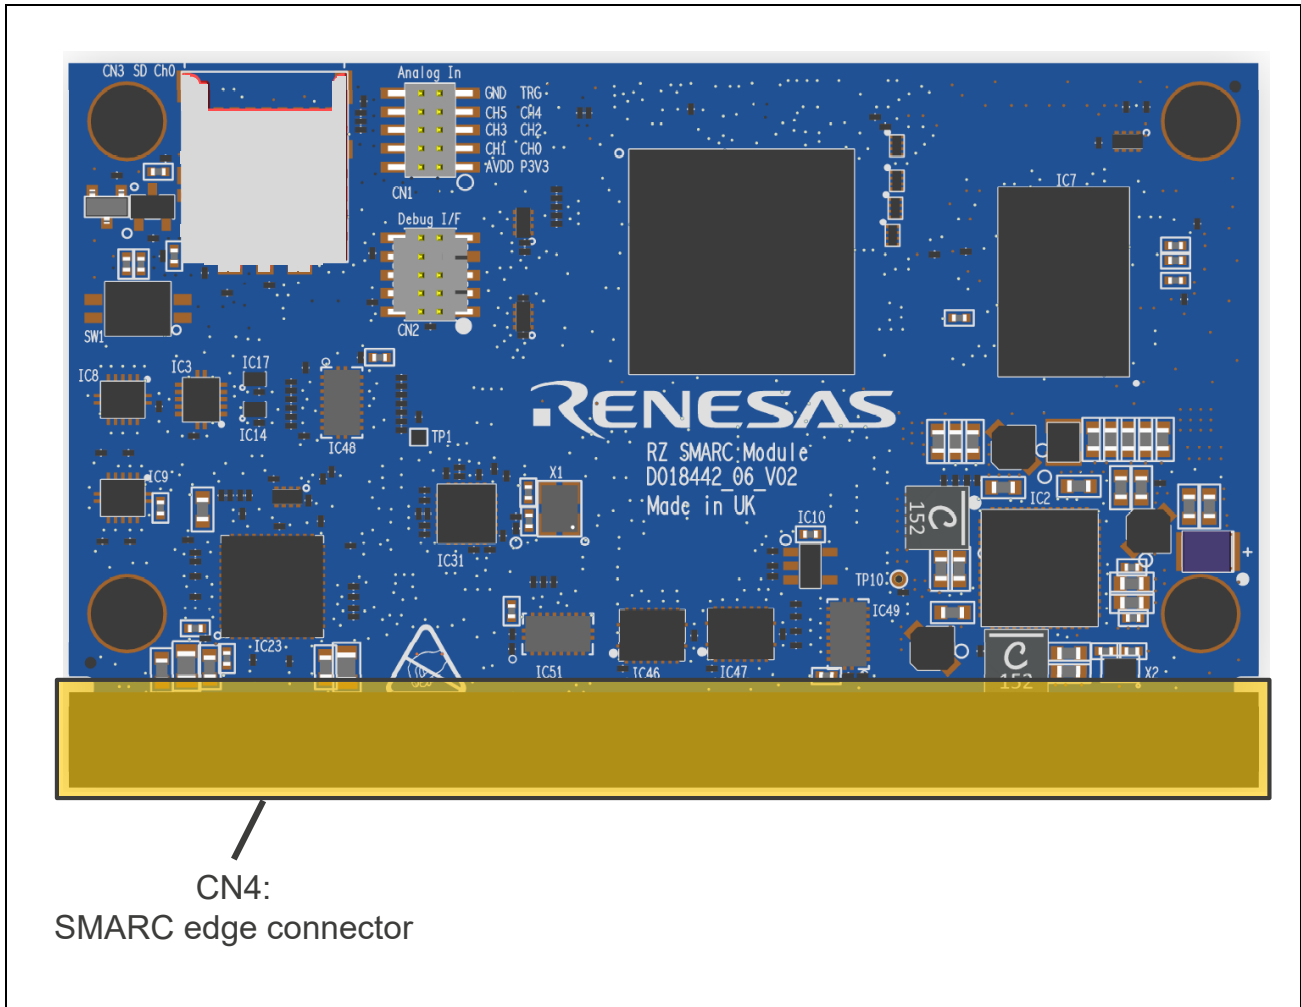 CN3 SD Ch0
Analog In
GND TRG
CH5 CH4
CH3 CH2
CH1 CH0
AVDD P3V3
CN1
IC7
Debug I/F
CN2
SW1
IC8
IC3
IC17
IC14
IC48
TP1
RENESAS
RZ SMARC Module
D018442_06_V02
Made in UK
IC9
X1
IC31
IC10
C
152
IC2
+
TP10
IC49
IC23
IC51
IC46
IC47
C
152
X2
CN4:
SMARC edge connector